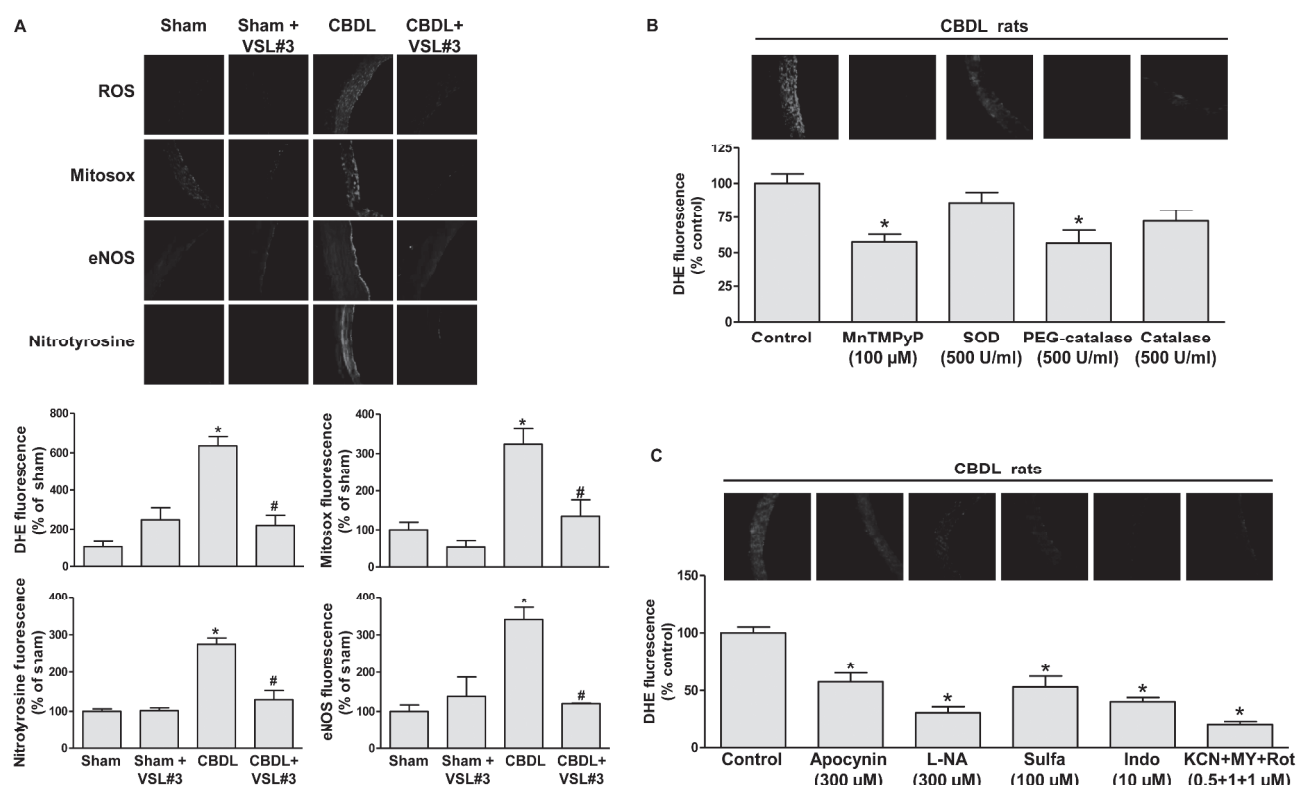 A
Sham
Sham +
VSL#3
CBDL
CBDL+
VSL#3
ROS
Mitosox
eNOS
Nitrotyrosine
DHE fluorescence
(% of sham)
800
600
400
200
0
*
#
Mitosox fluorescence
(% of sham)
400
300
200
100
0
*
#
Nitrotyrosine fluorescence
(% of sham)
400
300
200
100
0
*
#
Sham
Sham +
VSL#3
CBDL
CBDL+
VSL#3
eNOS fluorescence
(% of sham)
400
300
200
100
0
*
#
Sham
Sham +
VSL#3
CBDL
CBDL+
VSL#3
B
CBDL rats
DHE fluorescence
(% control)
125
100
75
50
25
0
*
*
Control
MnTMPyP
(100 µM)
SOD
(500 U/ml)
PEG-catalase
(500 U/ml)
Catalase
(500 U/ml)
C
CBDL rats
DHE fluorescence
(% control)
150
100
50
0
*
*
*
*
*
Control
Apocynin
(300 µM)
L-NA
(300 µM)
Sulfa
(100 µM)
Indo
(10 µM)
KCN+MY+Rot
(0.5+1+1 µM)